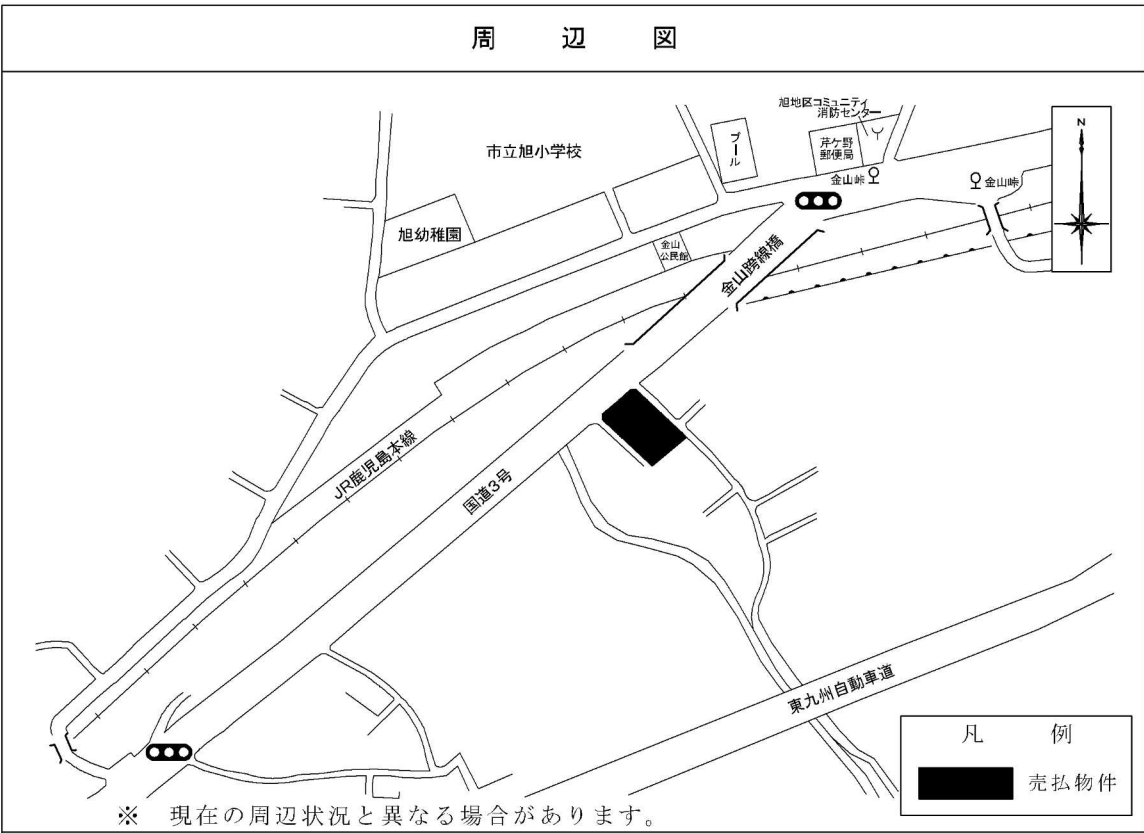 周辺図
旭地区コミュニティ
消防センター
プール
芹ケ野
郵便局
N
市立旭小学校
金山峠
金山峠
旭幼稚園
金山
公民館
金山跨線橋
JR鹿児島本線
国道3号
東九州自動車道
凡例
売払物件
※ 現在の周辺状況と異なる場合があります。